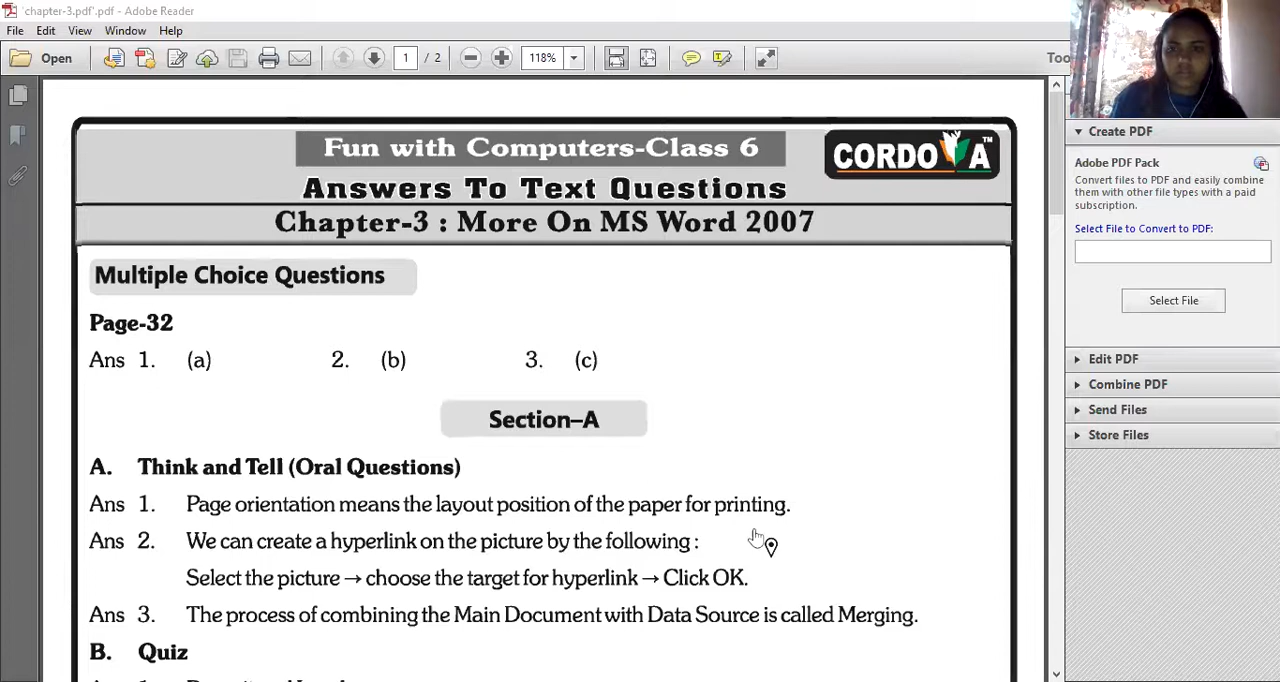 'chapter-3.pdf'.pdf - Adobe Reader
File Edit View Window Help
Open 1 / 2 118%
Create PDF
Adobe PDF Pack
Convert files to PDF and easily combine
them with other file types with a paid
subscription.
Select File to Convert to PDF:
Select File
Edit PDF
Combine PDF
Send Files
Store Files
Fun with Computers-Class 6
CORDOVA™
Answers To Text Questions
Chapter-3 : More On MS Word 2007
Multiple Choice Questions
Page-32
Ans 1. (a) 2. (b) 3. (c)
Section–A
A. Think and Tell (Oral Questions)
Ans 1. Page orientation means the layout position of the paper for printing.
Ans 2. We can create a hyperlink on the picture by the following :
Select the picture → choose the target for hyperlink → Click OK.
Ans 3. The process of combining the Main Document with Data Source is called Merging.
B. Quiz